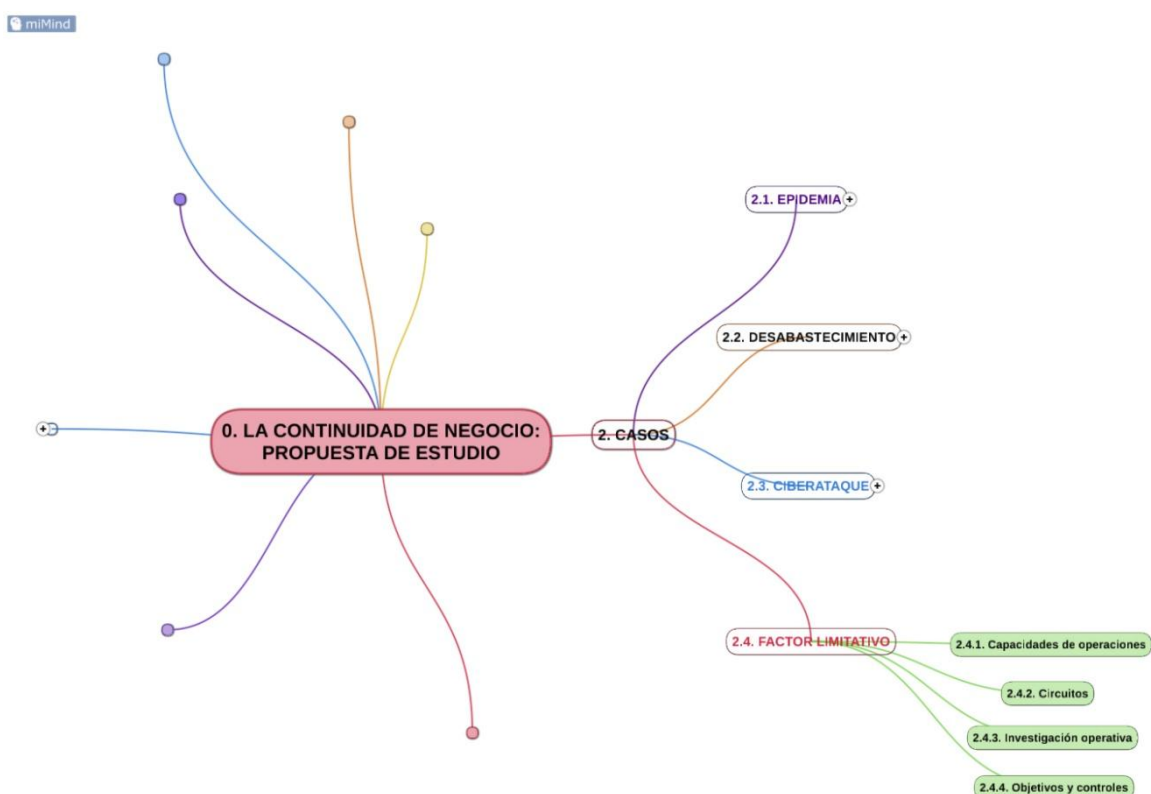 miMind
2.1. EPIDEMIA
2.2. DESABASTECIMIENTO
0. LA CONTINUIDAD DE NEGOCIO:
PROPUESTA DE ESTUDIO
2. CASOS
2.3. CIBERATAQUE
2.4. FACTOR LIMITATIVO
2.4.1. Capacidades de operaciones
2.4.2. Circuitos
2.4.3. Investigación operativa
2.4.4. Objetivos y controles